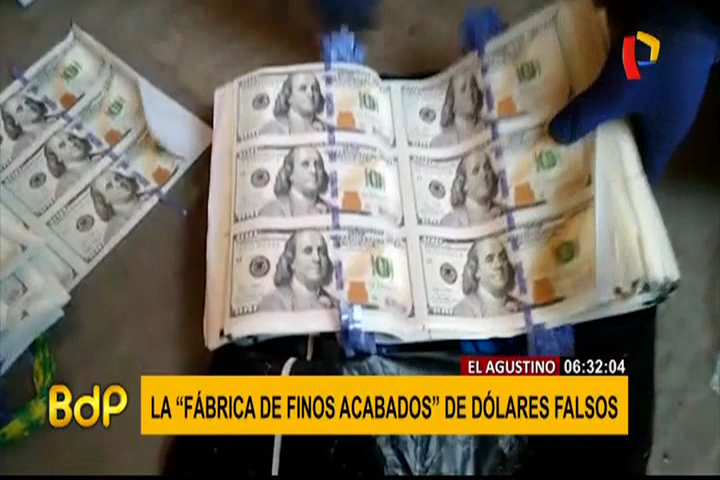 EL AGUSTINO 06:32:04
BdP
LA “FÁBRICA DE FINOS ACABADOS” DE DÓLARES FALSOS